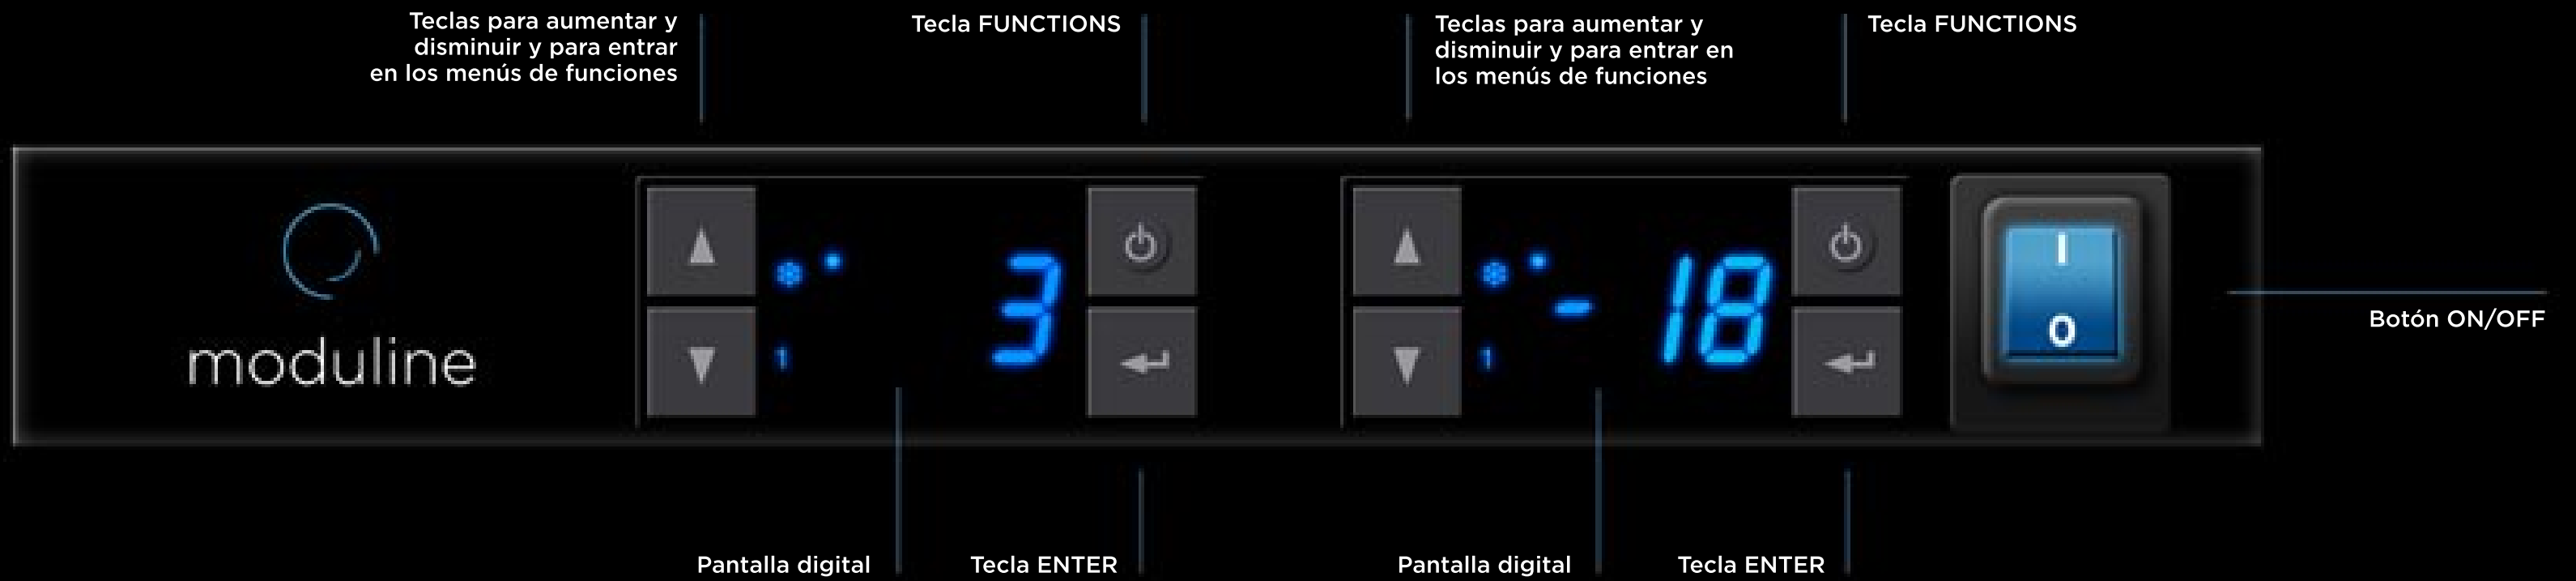 Teclas para aumentar y
disminuir y para entrar
en los menús de funciones
Tecla FUNCTIONS
Teclas para aumentar y
disminuir y para entrar en
los menús de funciones
Tecla FUNCTIONS
moduline
1
3
1
-18
I
0
Botón ON/OFF
Pantalla digital
Tecla ENTER
Pantalla digital
Tecla ENTER